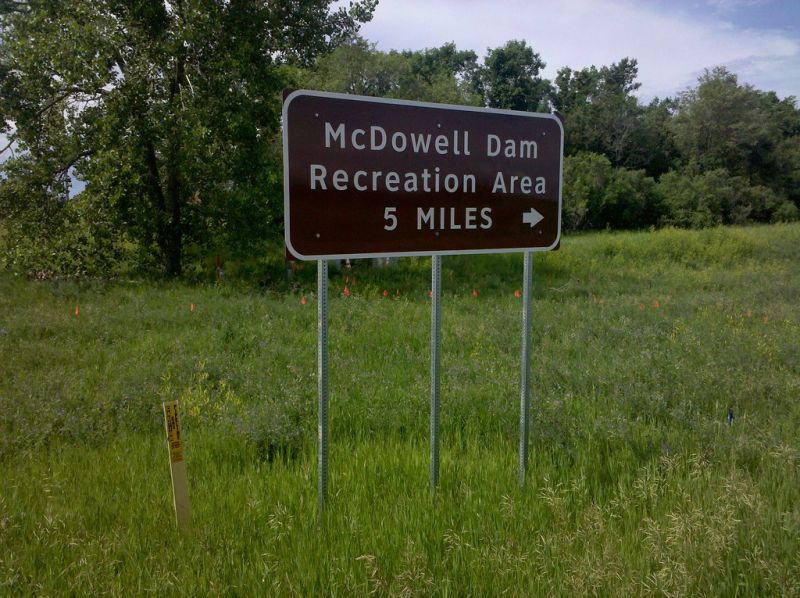 McDowell Dam
Recreation Area
5 MILES →